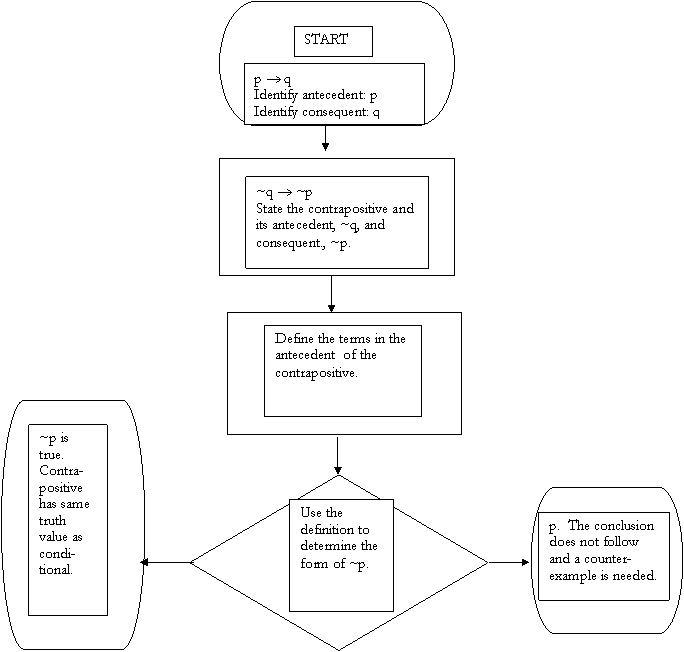 START
p → q
Identify antecedent: p
Identify consequent: q
~q → ~p
State the contrapositive and
its antecedent, ~q, and
consequent., ~p.
Define the terms in the
antecedent of the
contrapositive.
~p is
true.
Contra-
positive
has same
truth
value as
condi-
tional.
Use the
definition to
determine the
form of ~p.
p. The conclusion
does not follow
and a counter-
example is needed.